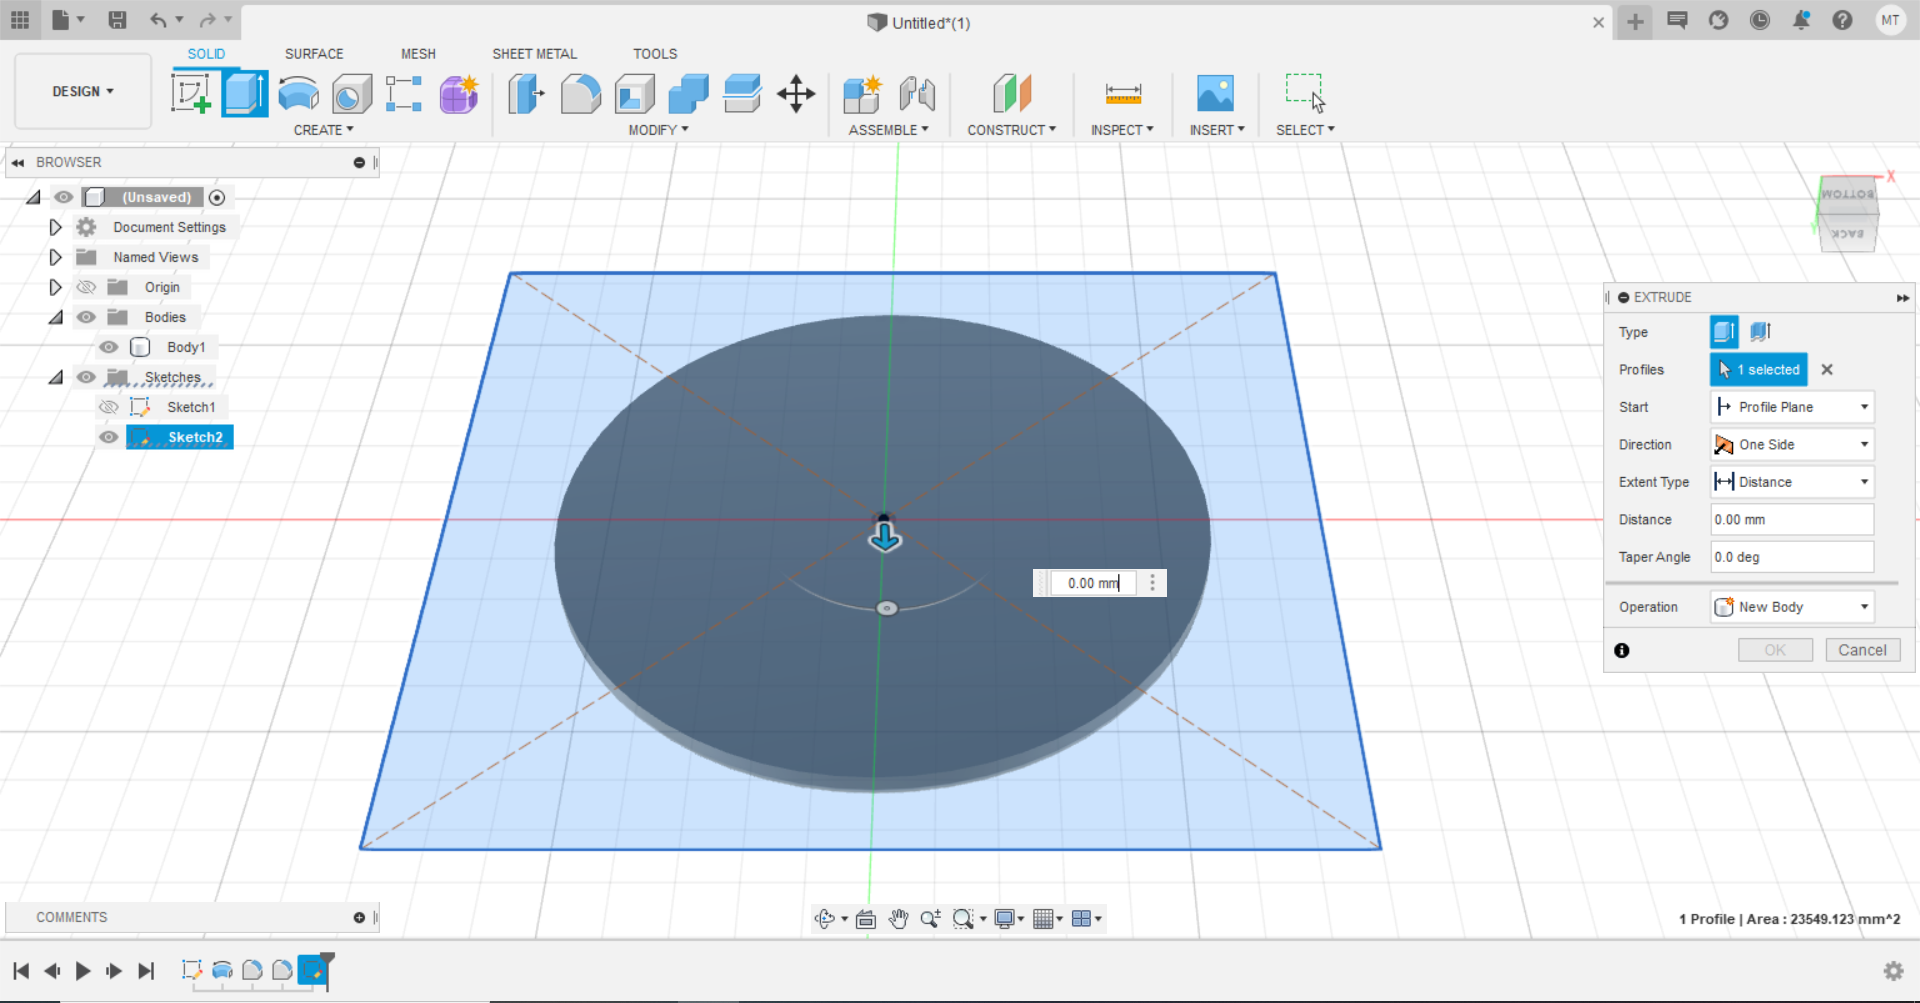 Untitled*(1)
MT
SOLID
SURFACE
MESH
SHEET METAL
TOOLS
DESIGN
CREATE
MODIFY
ASSEMBLE
CONSTRUCT
INSPECT
INSERT
SELECT
BROWSER
(Unsaved)
Document Settings
Named Views
Origin
Bodies
Body1
Sketches
Sketch1
Sketch2
X
Y
BOTTOM
BACK
EXTRUDE
Type
Profiles
1 selected
Start
Profile Plane
Direction
One Side
Extent Type
Distance
Distance
0.00 mm
Taper Angle
0.0 deg
Operation
New Body
OK
Cancel
0.00 mm
COMMENTS
1 Profile | Area : 23549.123 mm^2